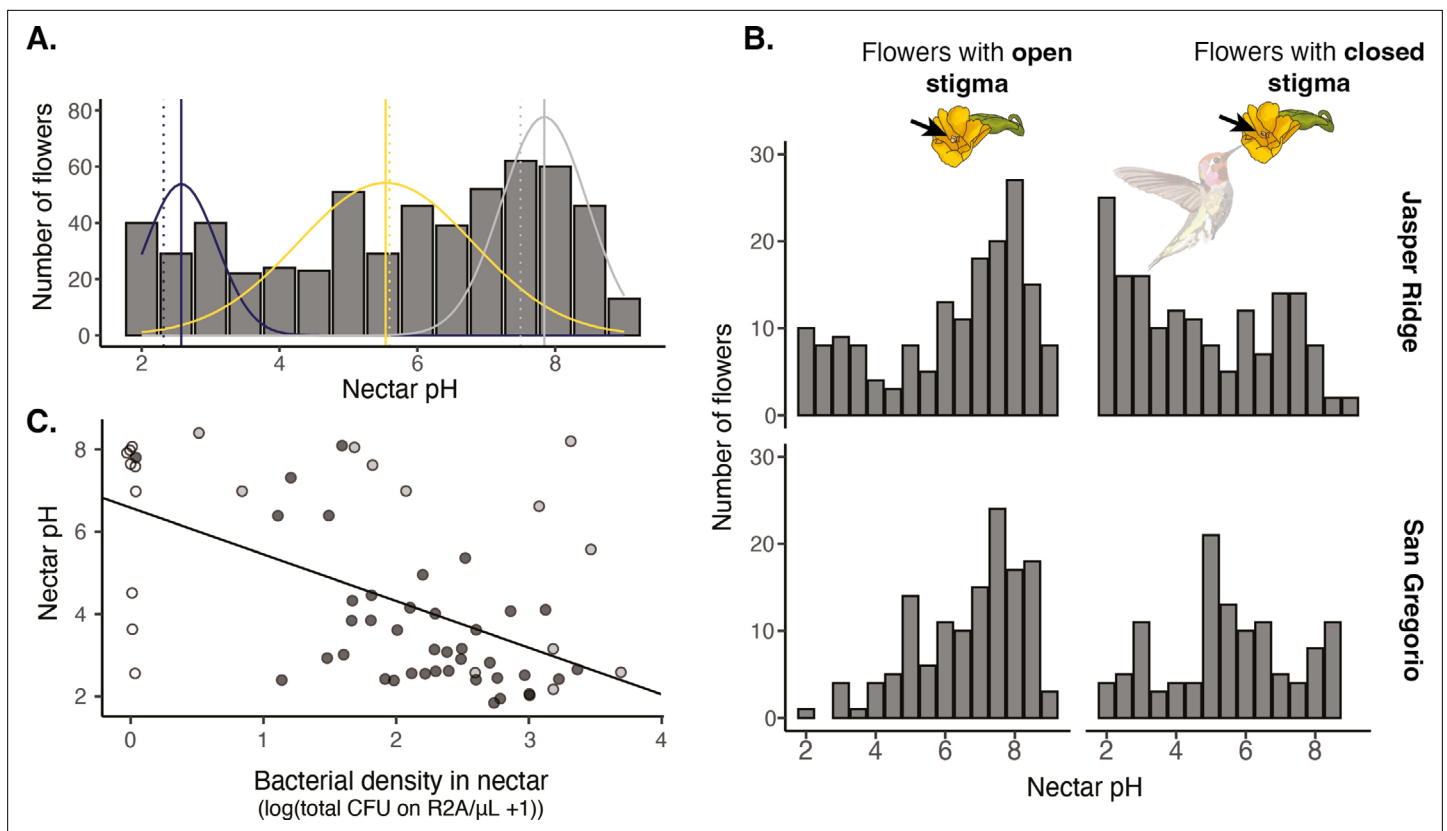 A.
Number of flowers
80
60
40
20
0
2
4
6
8
Nectar pH
B.
Flowers with open
stigma
Flowers with closed
stigma
Number of flowers
30
20
10
0
Jasper Ridge
30
20
10
0
San Gregorio
2
4
6
8
2
4
6
8
Nectar pH
C.
Nectar pH
8
6
4
2
0
1
2
3
4
Bacterial density in nectar
(log(total CFU on R2A/µL +1))